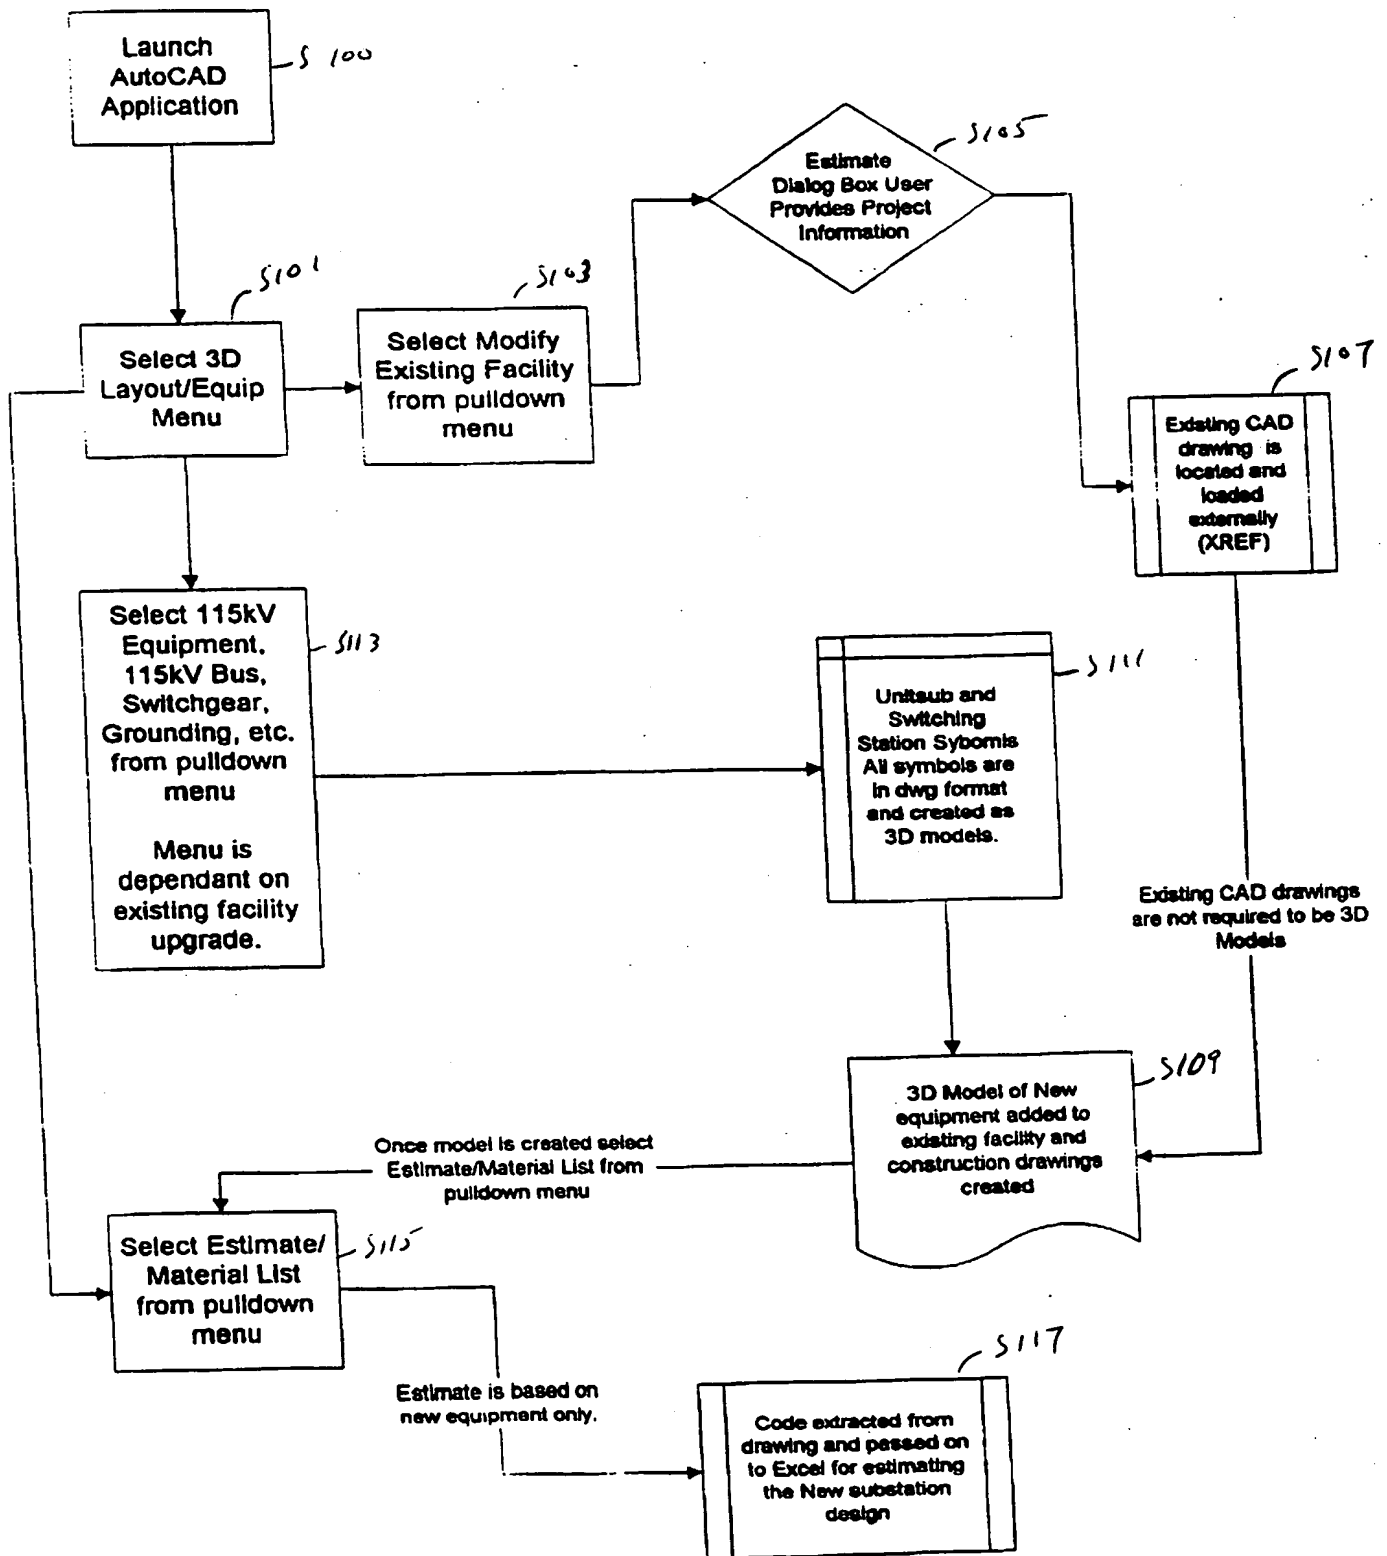 Launch
AutoCAD
Application
S100
Estimate
Dialog Box User
Provides Project
Information
S105
S101
Select 3D
Layout/Equip
Menu
S103
Select Modify
Existing Facility
from pulldown
menu
S107
Existing CAD
drawing is
located and
loaded
externally
(XREF)
Select 115kV
Equipment,
115kV Bus,
Switchgear,
Grounding, etc.
from pulldown
menu
Menu is
dependant on
existing facility
upgrade.
S113
S111
Unitsub and
Switching
Station Sybomls
All symbols are
in dwg format
and created as
3D models.
Existing CAD drawings
are not required to be 3D
Models
S109
3D Model of New
equipment added to
existing facility and
construction drawings
created
Once model is created select
Estimate/Material List from
pulldown menu
Select Estimate/
Material List
from pulldown
menu
S115
Estimate is based on
new equipment only.
S117
Code extracted from
drawing and passed on
to Excel for estimating
the New substation
design